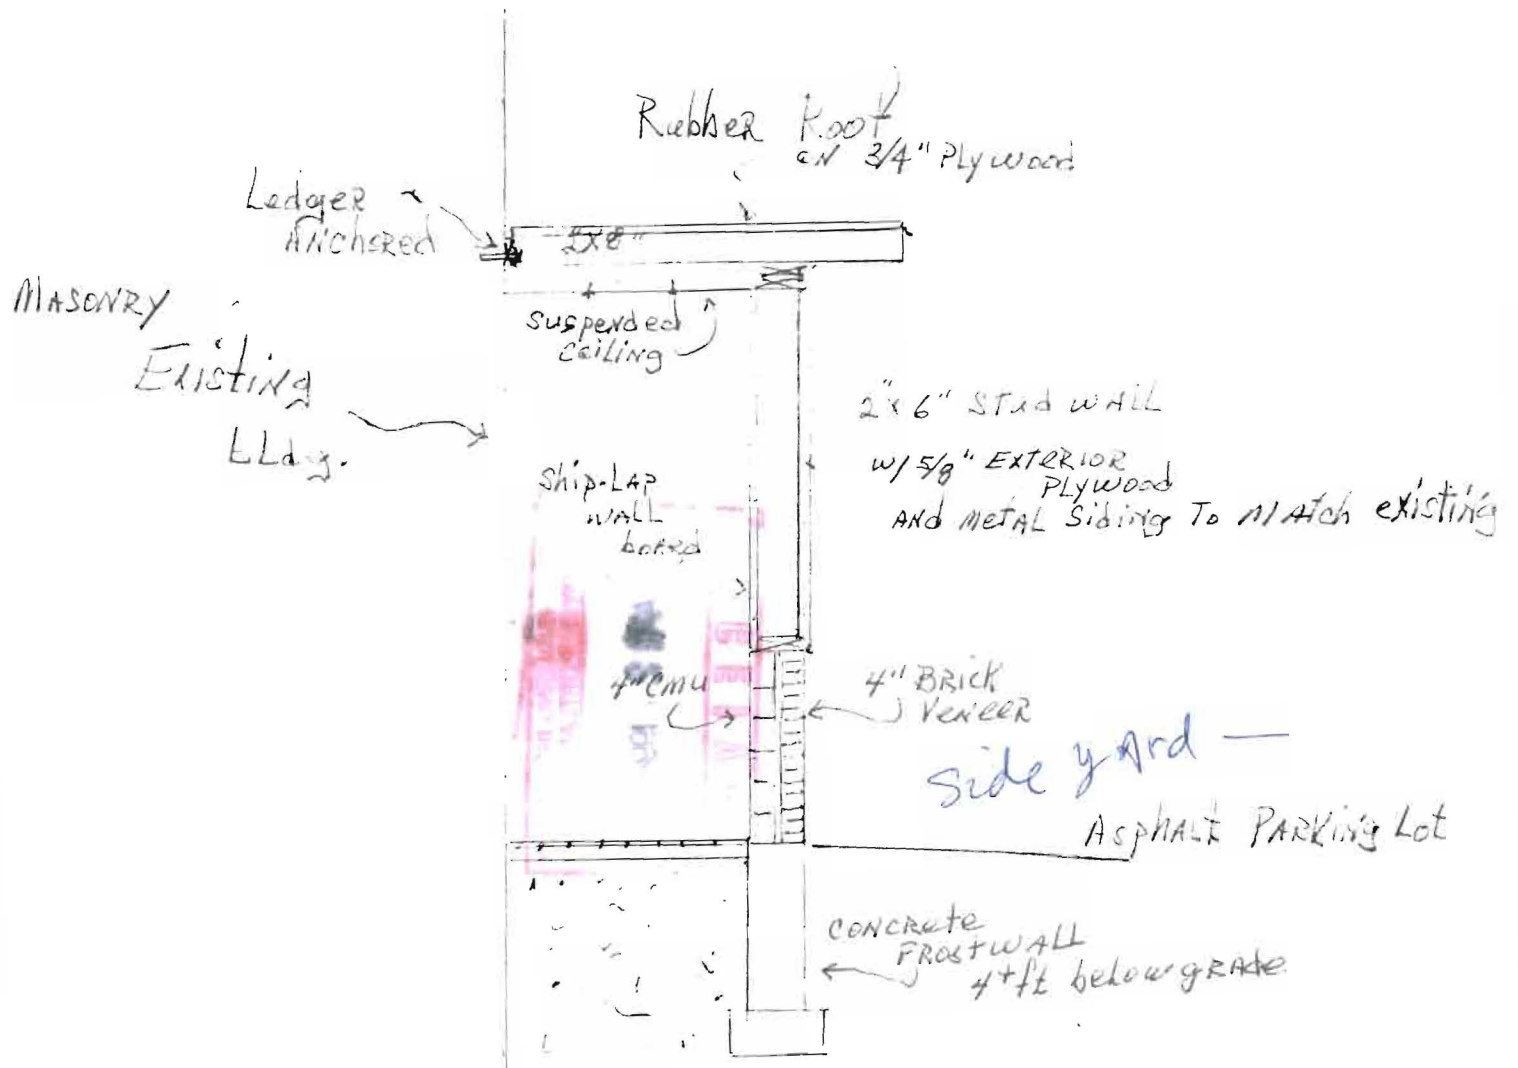 Rubber Roof
on 3/4" Plywood
Ledger
Anchored
2x8"
Masonry
Existing
bLdg.
Suspended
Ceiling
2"x6" Stud wall
w/ 5/8" Exterior
Plywood
And Metal Siding To Match existing
Ship-Lap
wall
board
4" CMU
4" Brick
Veneer
Side yard —
Asphalt Parking Lot
Concrete
Frostwall
4+ft below grade